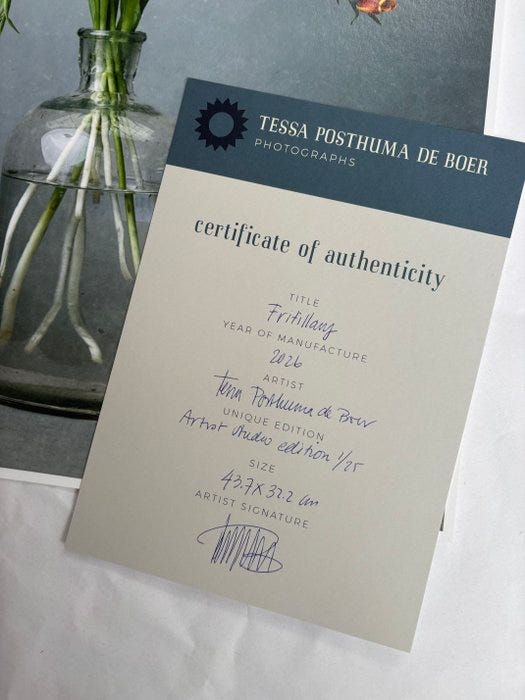 TESSA POSTHUMA DE BOER
PHOTOGRAPHS
certificate of authenticity
TITLE
Fritillary
YEAR OF MANUFACTURE
2026
ARTIST
Tessa Posthuma de Boer
UNIQUE EDITION
Artist studio edition 1/25
SIZE
43.7 x 32.2 cm
ARTIST SIGNATURE